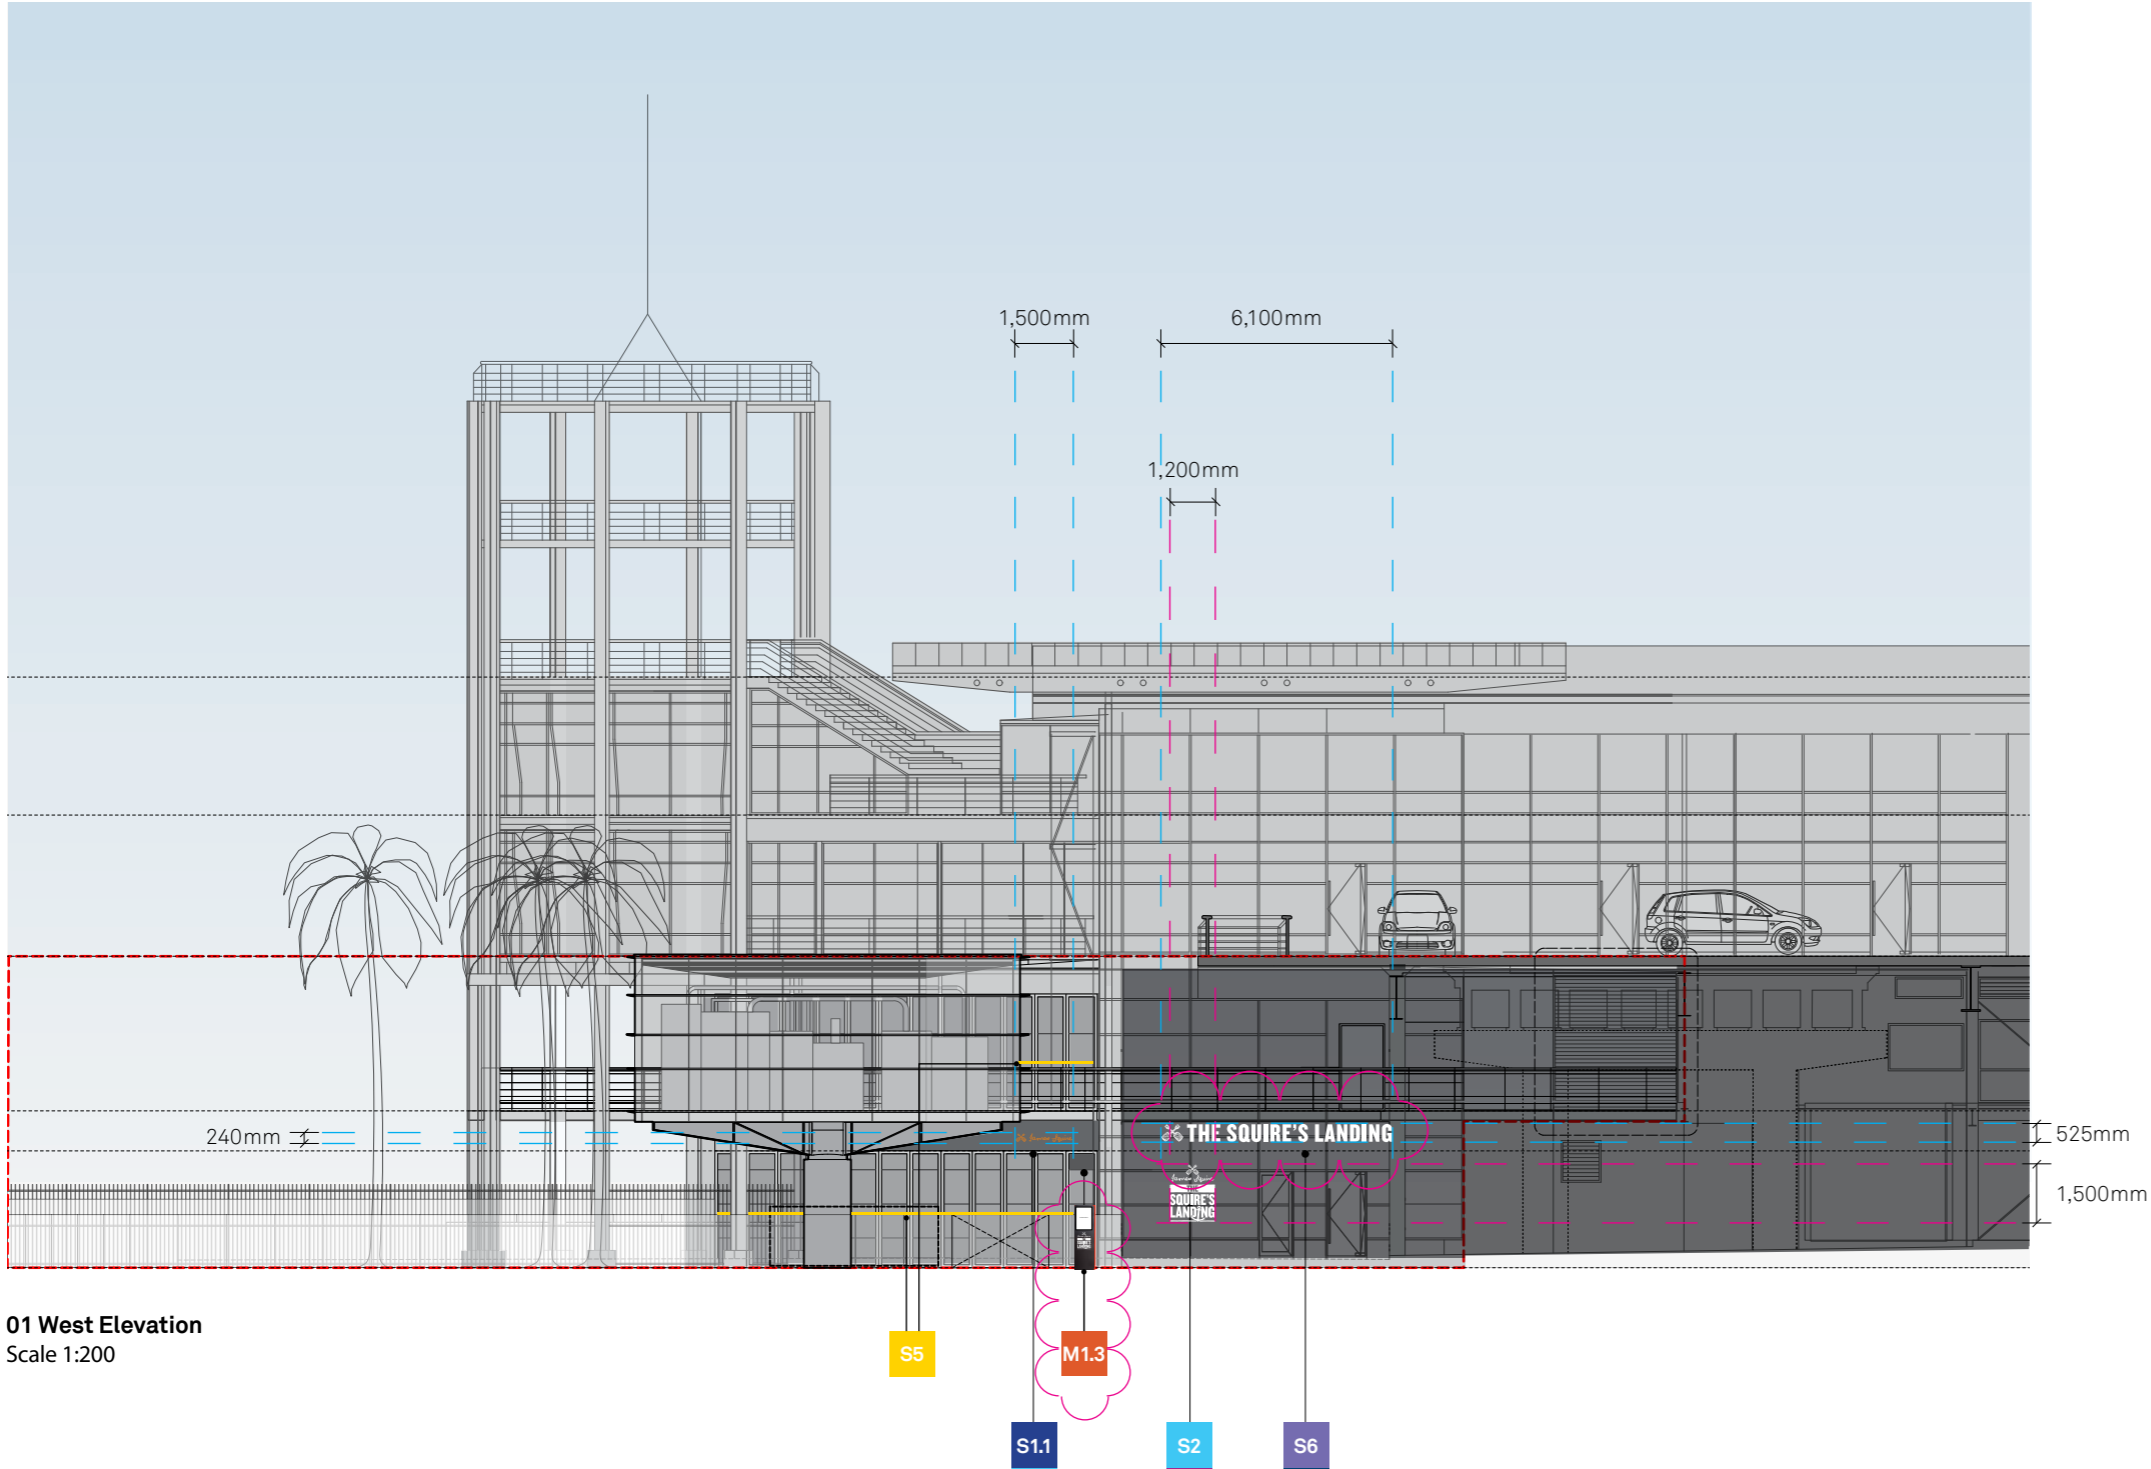 1,500mm
6,100mm
1,200mm
240mm
525mm
THE SQUIRE'S LANDING
1,500mm
SQUIRE'S
LANDING
01 West Elevation
Scale 1:200
S5
M1.3
S1.1
S2
S6